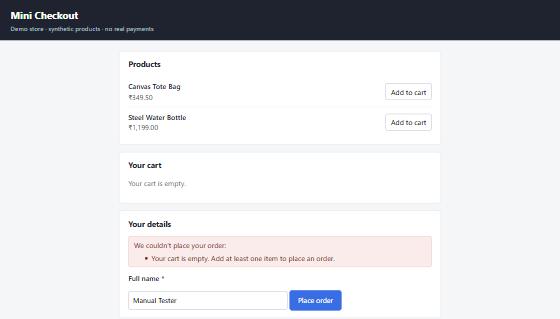 Mini Checkout
Demo store · synthetic products · no real payments
Products
Canvas Tote Bag
₹349.50
Add to cart
Steel Water Bottle
₹1,199.00
Add to cart
Your cart
Your cart is empty.
Your details
We couldn't place your order:
• Your cart is empty. Add at least one item to place an order.
Full name *
Manual Tester
Place order